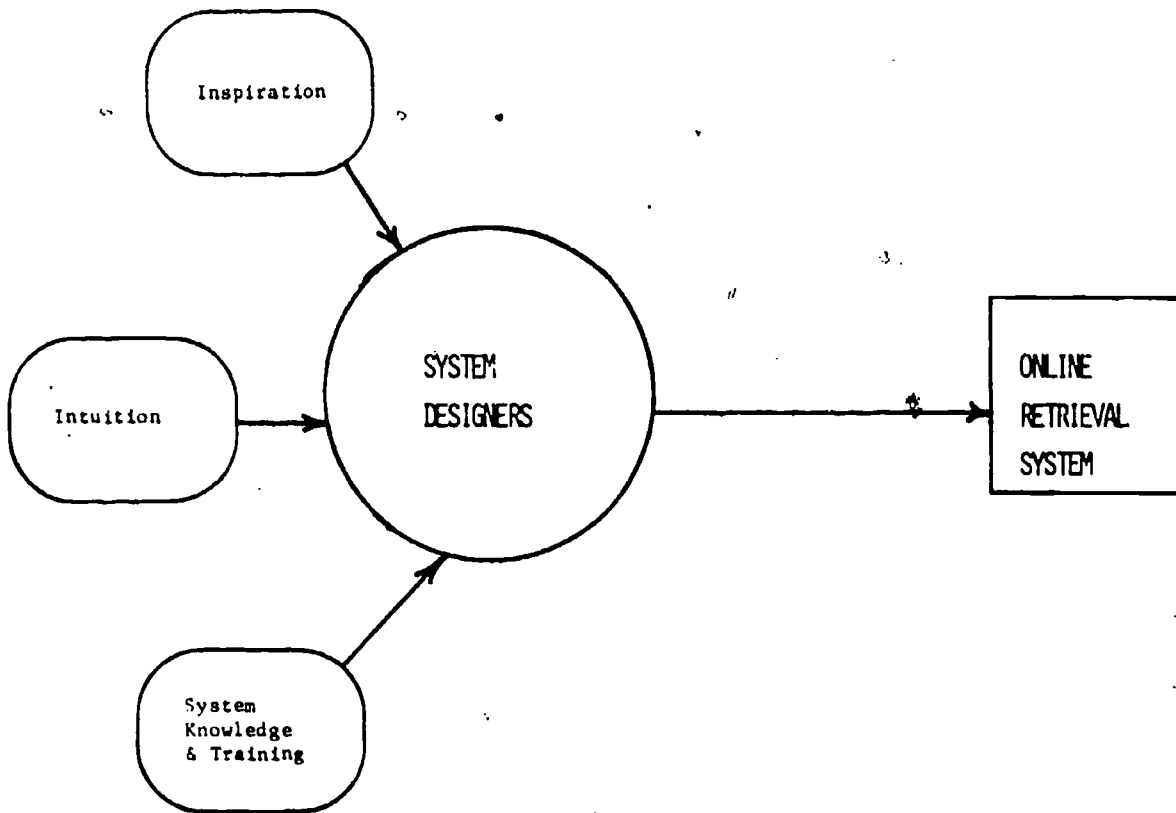 Inspiration
Intuition
SYSTEM
DESIGNERS
ONLINE
RETRIEVAL
SYSTEM
System
Knowledge
& Training